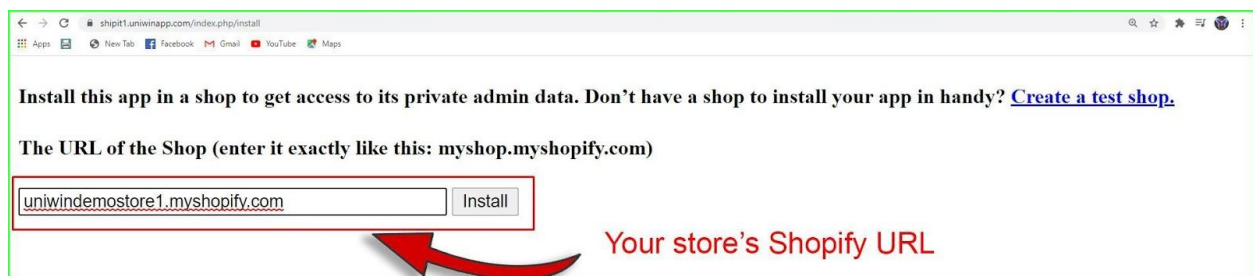 shipit1.uniwinapp.com/index.php/install
Apps New Tab Facebook Gmail YouTube Maps
Install this app in a shop to get access to its private admin data. Don't have a shop to install your app in handy? Create a test shop.
The URL of the Shop (enter it exactly like this: myshop.myshopify.com)
uniwindemostore1.myshopify.com Install
Your store's Shopify URL